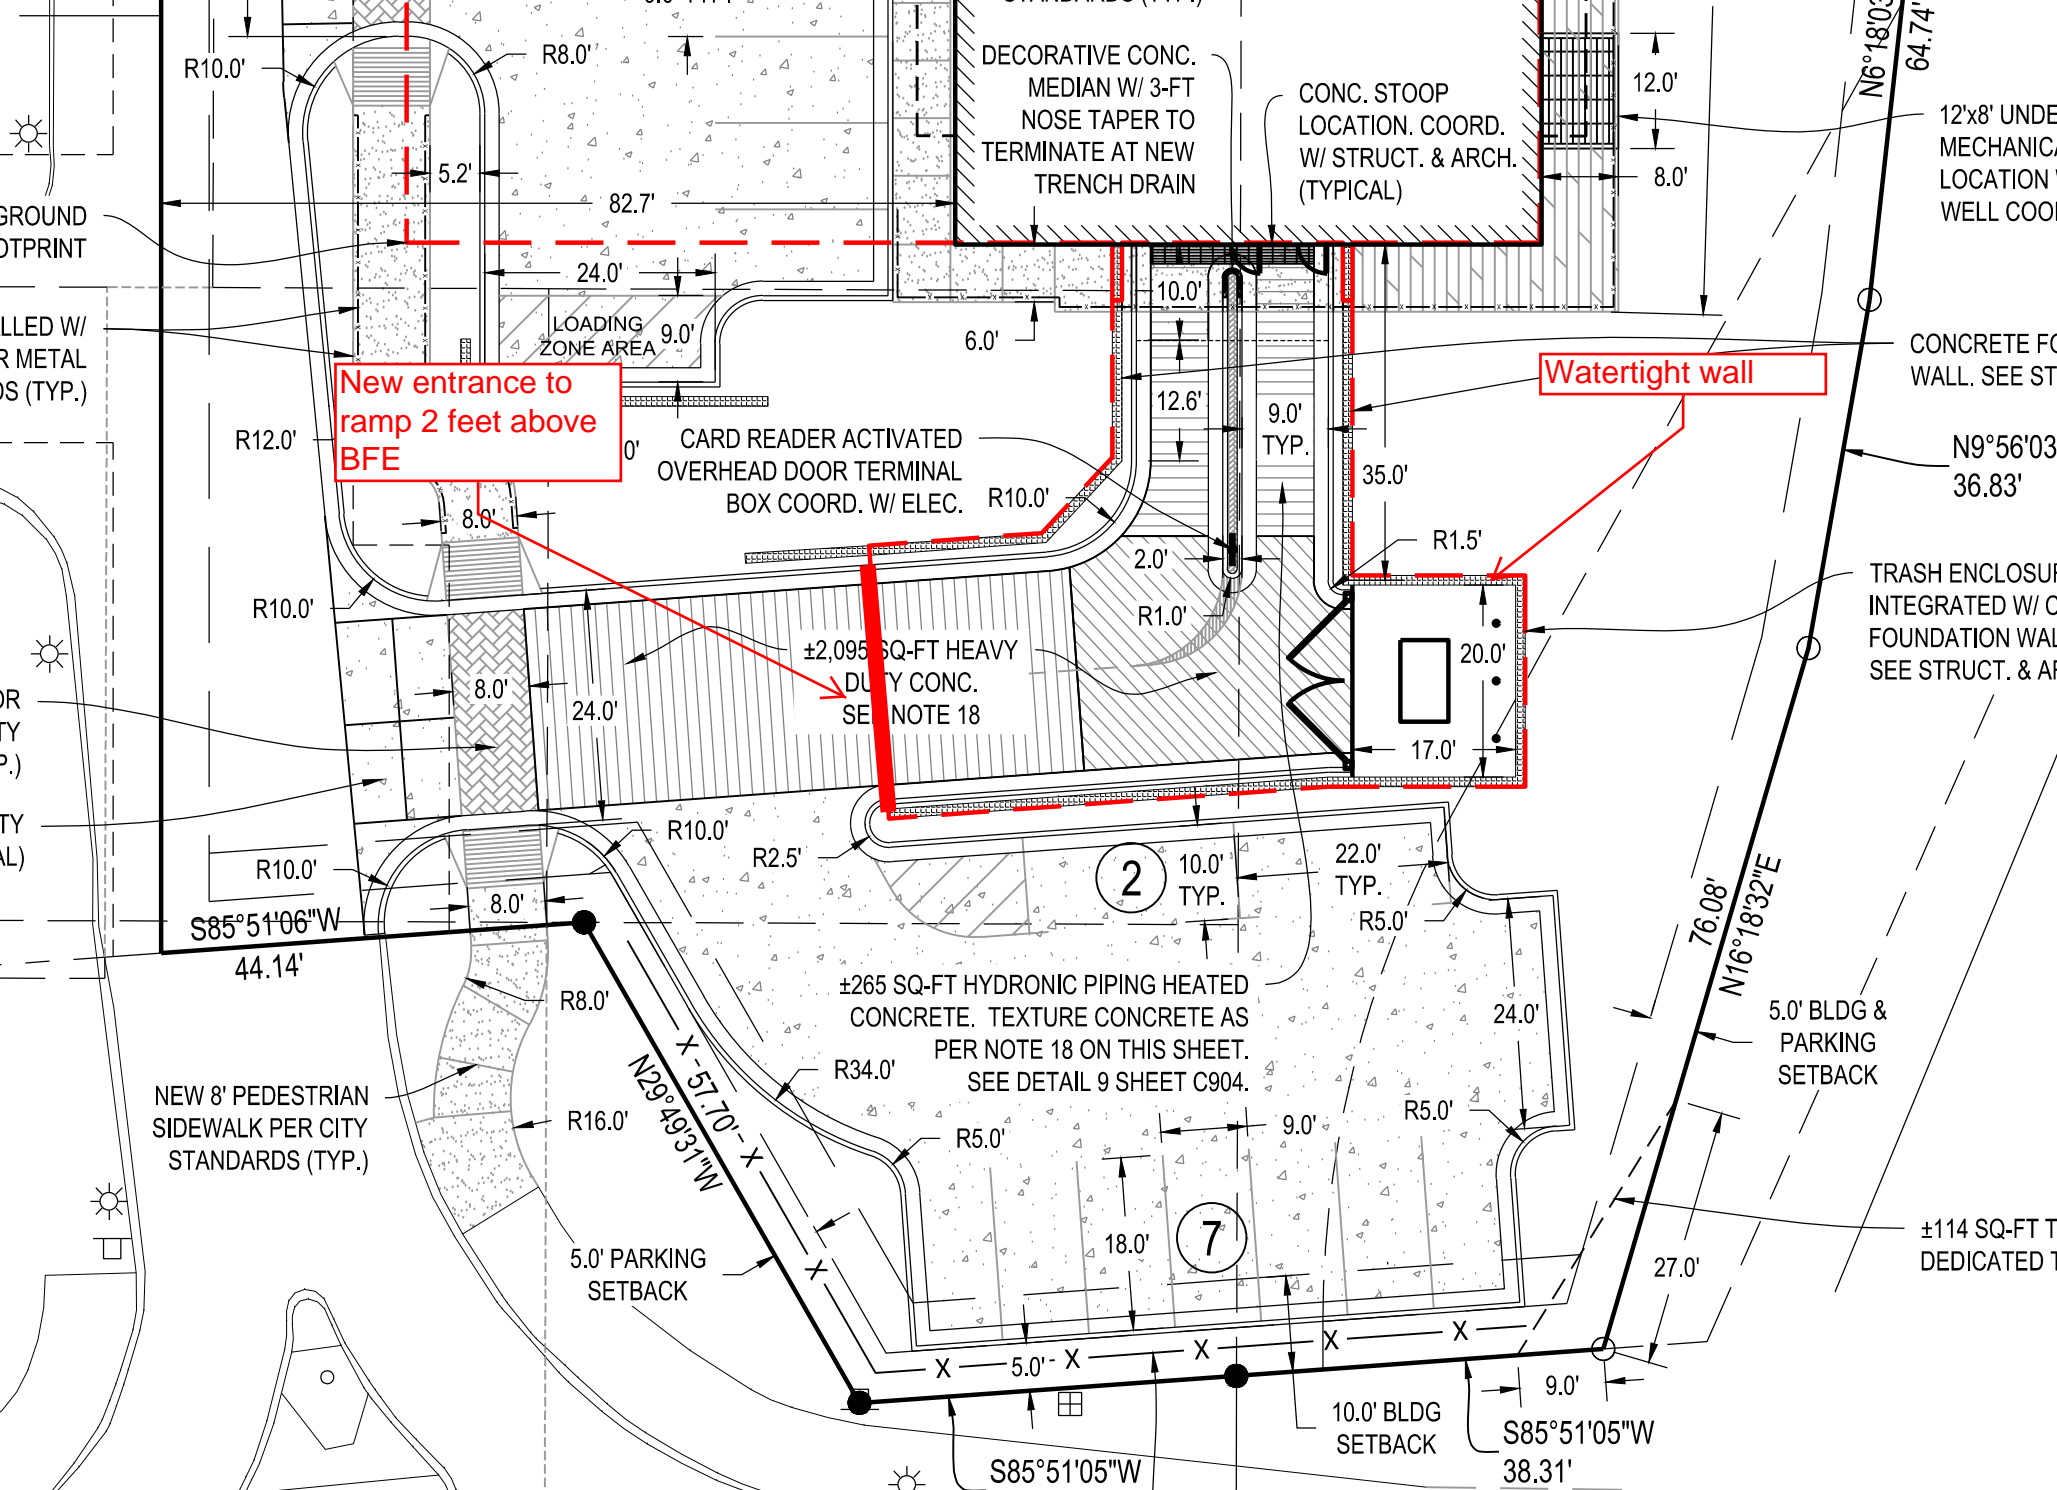 R10.0'
R8.0'
5.2'
82.7'
24.0'
LOADING
ZONE AREA
9.0'
6.0'
DECORATIVE CONC.
MEDIAN W/ 3-FT
NOSE TAPER TO
TERMINATE AT NEW
TRENCH DRAIN
CONC. STOOP
LOCATION. COORD.
W/ STRUCT. & ARCH.
(TYPICAL)
12.0'
8.0'
N6°18'03
64.74'
12'x8' UNDE
MECHANICA
LOCATION
WELL COO
GROUND
OTPRINT
LLED W/
R METAL
DS (TYP.)
New entrance to
ramp 2 feet above
BFE
R12.0'
0'
CARD READER ACTIVATED
OVERHEAD DOOR TERMINAL
BOX COORD. W/ ELEC.
R10.0'
10.0'
12.6'
9.0'
TYP.
35.0'
Watertight wall
CONCRETE FO
WALL. SEE ST
N9°56'03
36.83'
8.0'
2.0'
R1.5'
R1.0'
R10.0'
TRASH ENCLOSUR
INTEGRATED W/ C
FOUNDATION WAL
SEE STRUCT. & A
±2,095 SQ-FT HEAVY
DUTY CONC.
SEE NOTE 18
8.0'
24.0'
20.0'
17.0'
OR
TY
P.)
TY
AL)
R10.0'
R10.0'
R2.5'
2
10.0'
TYP.
22.0'
TYP.
R5.0'
8.0'
S85°51'06"W
44.14'
R8.0'
±265 SQ-FT HYDRONIC PIPING HEATED
CONCRETE. TEXTURE CONCRETE AS
PER NOTE 18 ON THIS SHEET.
SEE DETAIL 9 SHEET C904.
24.0'
76.08'
N16°18'32"E
5.0' BLDG &
PARKING
SETBACK
NEW 8' PEDESTRIAN
SIDEWALK PER CITY
STANDARDS (TYP.)
R16.0'
X
57.70'
X
N29°49'31"W
R34.0'
R5.0'
9.0'
R5.0'
18.0'
7
5.0' PARKING
SETBACK
X
X
±114 SQ-FT T
DEDICATED T
27.0'
X
5.0'
X
X
X
X
9.0'
10.0' BLDG
SETBACK
S85°51'05"W
38.31'
S85°51'05"W